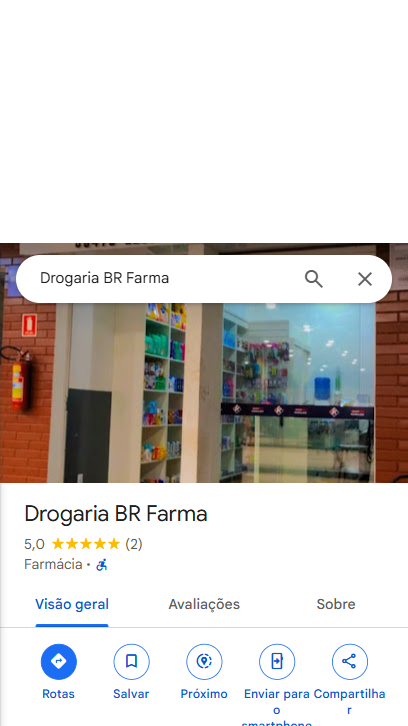 Drogaria BR Farma
Drogaria BR Farma
5,0 (2)
Farmácia ·
Visão geral
Avaliações
Sobre
Rotas
Salvar
Próximo
Enviar para o smartphone
Compartilhar